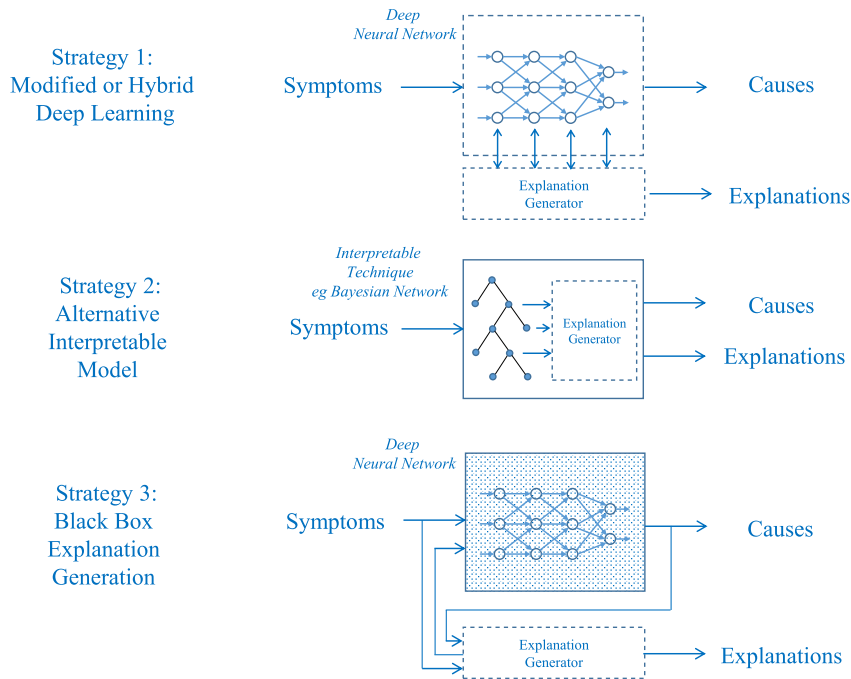 Strategy 1:
Modified or Hybrid
Deep Learning
Deep
Neural Network
Symptoms
Causes
Explanation
Generator
Explanations
Strategy 2:
Alternative
Interpretable
Model
Interpretable
Technique
eg Bayesian Network
Symptoms
Explanation
Generator
Causes
Explanations
Strategy 3:
Black Box
Explanation
Generation
Deep
Neural Network
Symptoms
Causes
Explanation
Generator
Explanations